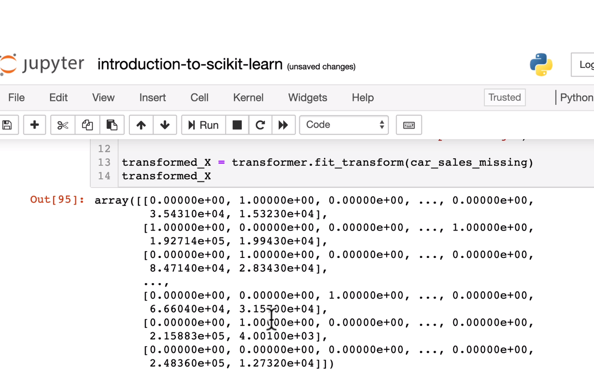 jupyter introduction-to-scikit-learn (unsaved changes)
File Edit View Insert Cell Kernel Widgets Help Trusted Python
Run Code
12
13 transformed_X = transformer.fit_transform(car_sales_missing)
14 transformed_X
Out[95]: array([[0.00000e+00, 1.00000e+00, 0.00000e+00, ..., 0.00000e+00,
3.54310e+04, 1.53230e+04],
[1.00000e+00, 0.00000e+00, 0.00000e+00, ..., 1.00000e+00,
1.92714e+05, 1.99430e+04],
[0.00000e+00, 1.00000e+00, 0.00000e+00, ..., 0.00000e+00,
8.47140e+04, 2.83430e+04],
...,
[0.00000e+00, 0.00000e+00, 1.00000e+00, ..., 0.00000e+00,
6.66040e+04,
[0.00000e+00, 1.00000e+00, 0.00000e+00, ..., 0.00000e+00,
2.15883e+05, 4.00100e+03],
[0.00000e+00, 0.00000e+00, 0.00000e+00, ..., 0.00000e+00,
2.48360e+05, 1.27320e+04]])